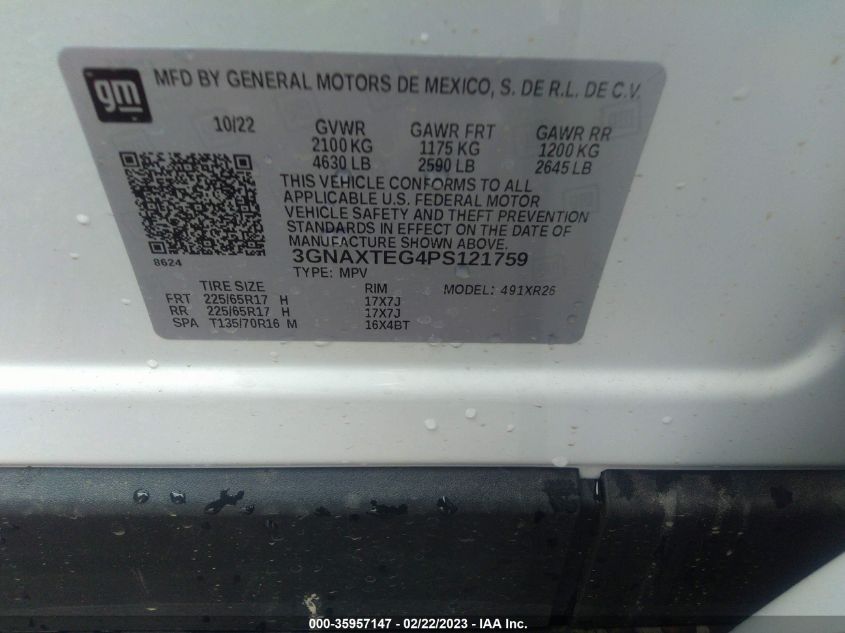 gm
MFD BY GENERAL MOTORS DE MEXICO, S. DE R.L. DE C.V.
10/22 GVWR GAWR FRT GAWR RR
2100 KG 1175 KG 1200 KG
4630 LB 2590 LB 2645 LB
THIS VEHICLE CONFORMS TO ALL
APPLICABLE U.S. FEDERAL MOTOR
VEHICLE SAFETY AND THEFT PREVENTION
STANDARDS IN EFFECT ON THE DATE OF
MANUFACTURE SHOWN ABOVE.
3GNAXTEG4PS121759
8624 TYPE: MPV
TIRE SIZE RIM MODEL: 491XR26
FRT 225/65R17 H 17X7J
RR 225/65R17 H 17X7J
SPA T135/70R16 M 16X4BT
000-35957147 - 02/22/2023 - IAA Inc.